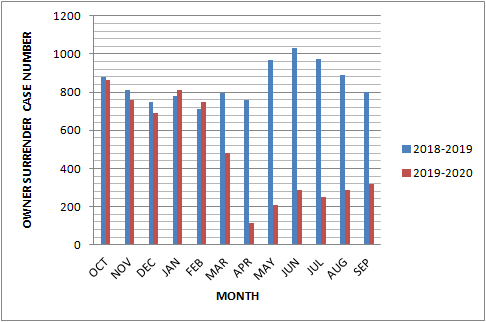 1200
1000
800
600
400
200
0
OWNER SURRENDER CASE NUMBER
OCT
NOV
DEC
JAN
FEB
MAR
APR
MAY
JUN
JUL
AUG
SEP
MONTH
2018-2019
2019-2020